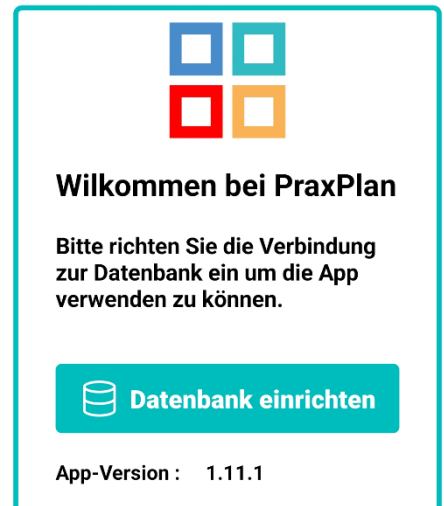 Wilkommen bei PraxPlan
Bitte richten Sie die Verbindung
zur Datenbank ein um die App
verwenden zu können.
Datenbank einrichten
App-Version : 1.11.1